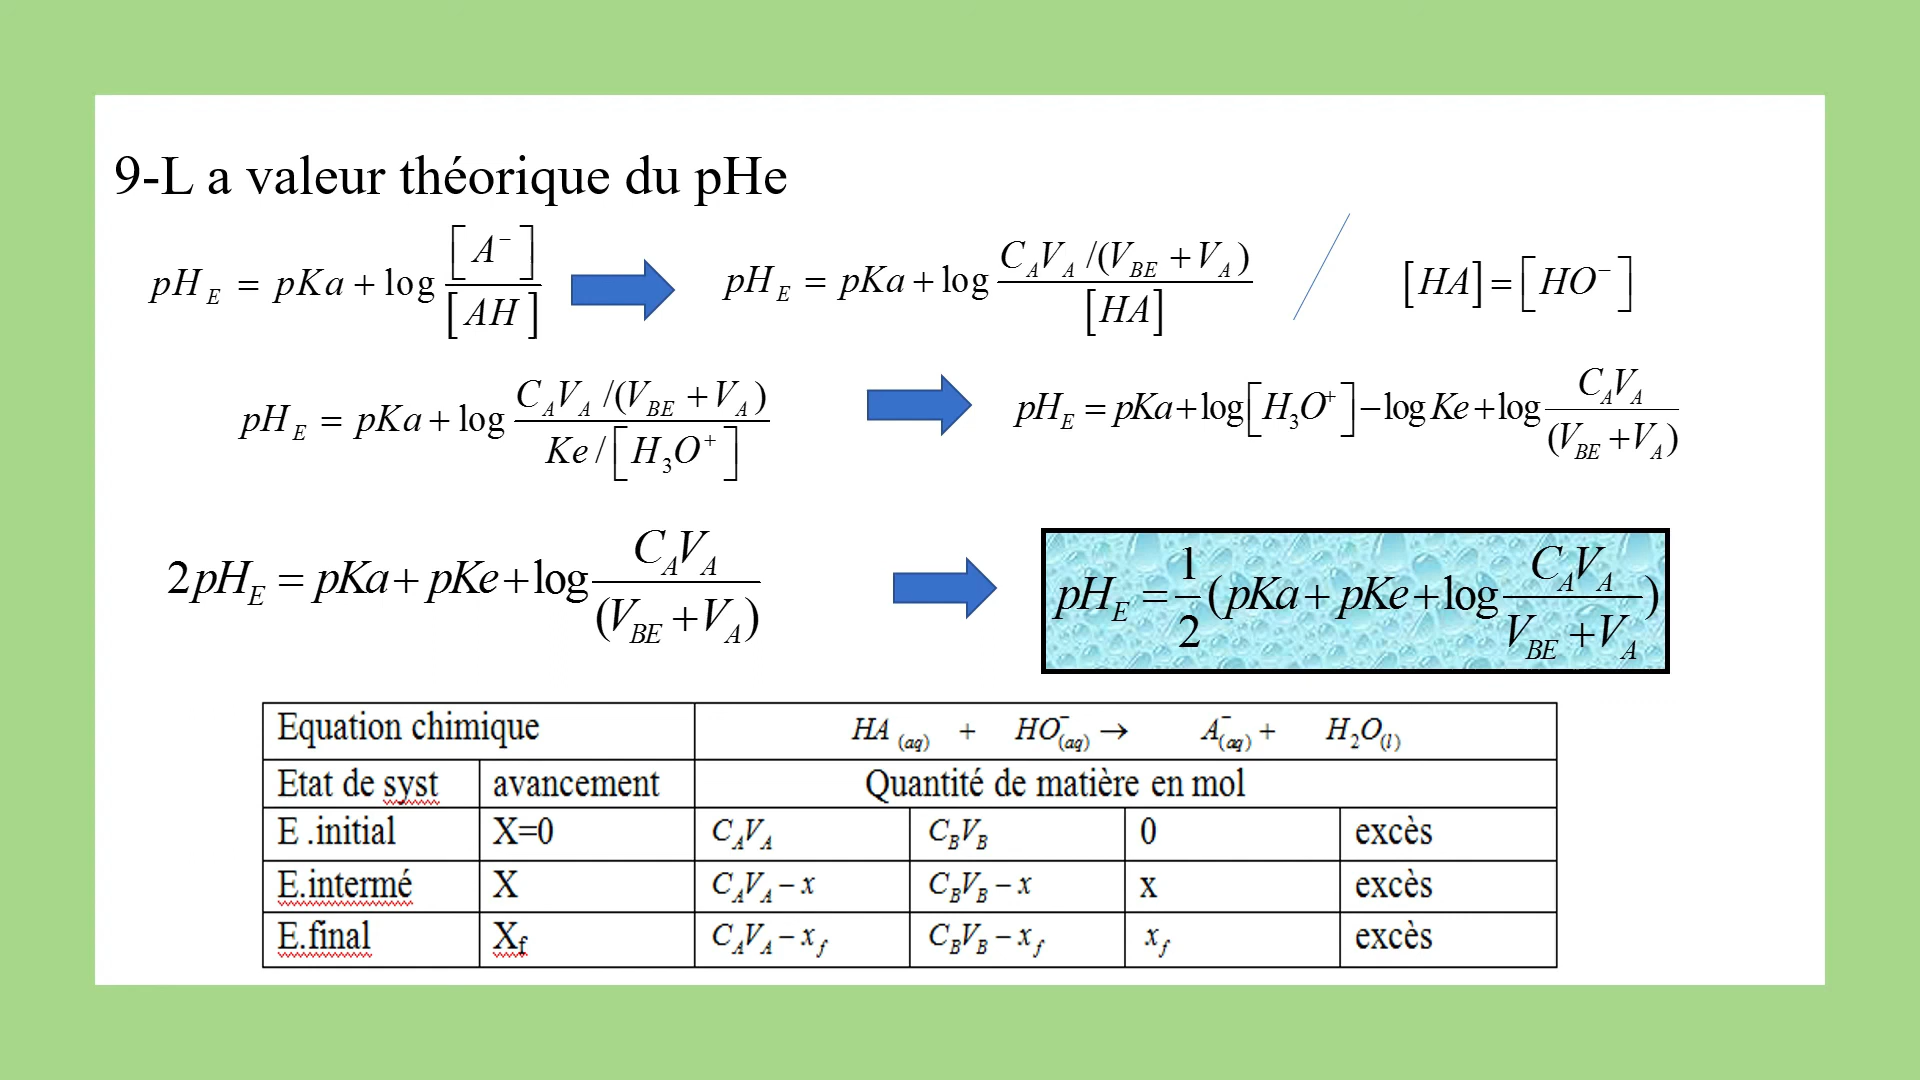 9-L a valeur théorique du pHe
pH_E = pKa + log [A⁻] / [AH]
pH_E = pKa + log (C_A V_A /(V_BE + V_A)) / [HA]
[HA] = [HO⁻]
pH_E = pKa + log (C_A V_A /(V_BE + V_A)) / (Ke / [H₃O⁺])
pH_E = pKa + log[H₃O⁺] − log Ke + log C_A V_A / (V_BE + V_A)
2pH_E = pKa + pKe + log C_A V_A / (V_BE + V_A)
pH_E = 1/2 (pKa + pKe + log C_A V_A / V_BE + V_A)
Equation chimique HA (aq) + HO⁻(aq) → A⁻(aq) + H₂O(l)
Etat de syst avancement Quantité de matière en mol
E .initial X=0 C_A V_A C_B V_B 0 excès
E.intermé X C_A V_A − x C_B V_B − x x excès
E.final X_f C_A V_A − x_f C_B V_B − x_f x_f excès